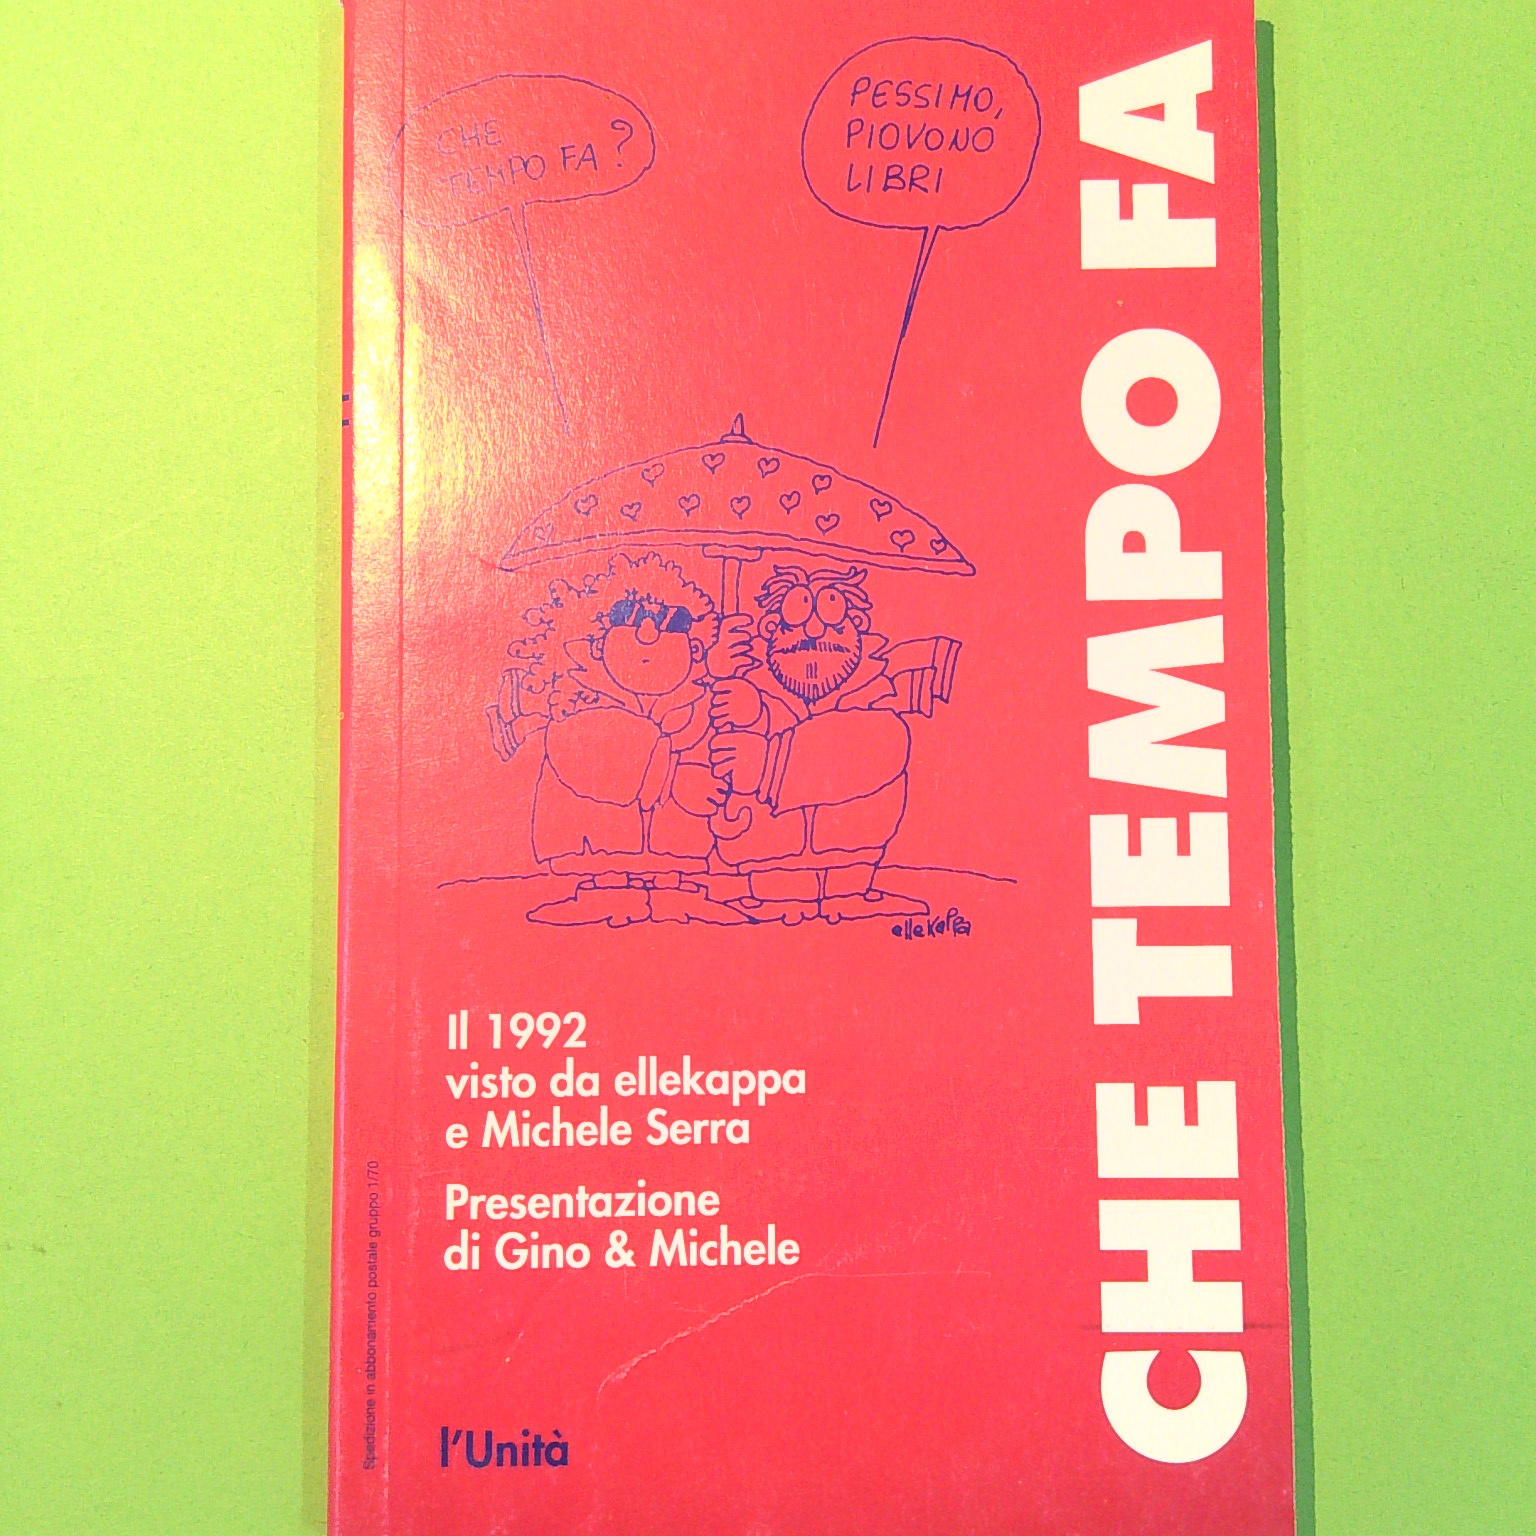 CHE
TEMPO FA?
PESSIMO,
PIOVONO
LIBRI
CHE TEMPO FA
ellekappa
Il 1992
visto da ellekappa
e Michele Serra
Presentazione
di Gino & Michele
Spedizione in abbonamento postale gruppo 1/70
l'Unità